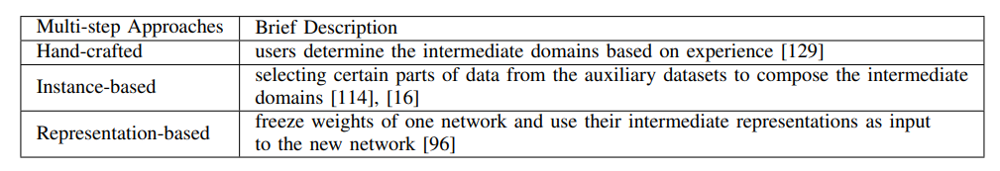 Multi-step Approaches Brief Description
Hand-crafted users determine the intermediate domains based on experience [129]
Instance-based selecting certain parts of data from the auxiliary datasets to compose the intermediate
domains [114], [16]
Representation-based freeze weights of one network and use their intermediate representations as input
to the new network [96]